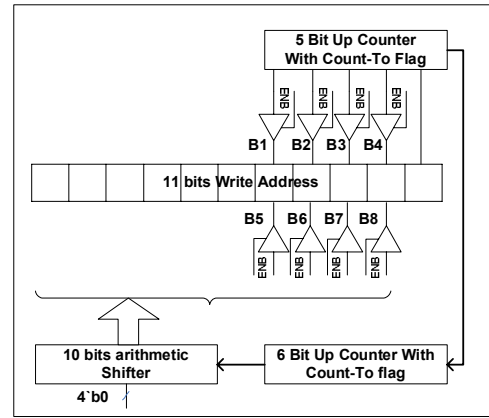 5 Bit Up Counter
With Count-To Flag
ENB ENB ENB ENB
B1 B2 B3 B4
11 bits Write Address
B5 B6 B7 B8
ENB ENB ENB ENB
10 bits arithmetic
Shifter
6 Bit Up Counter With
Count-To flag
4`b0